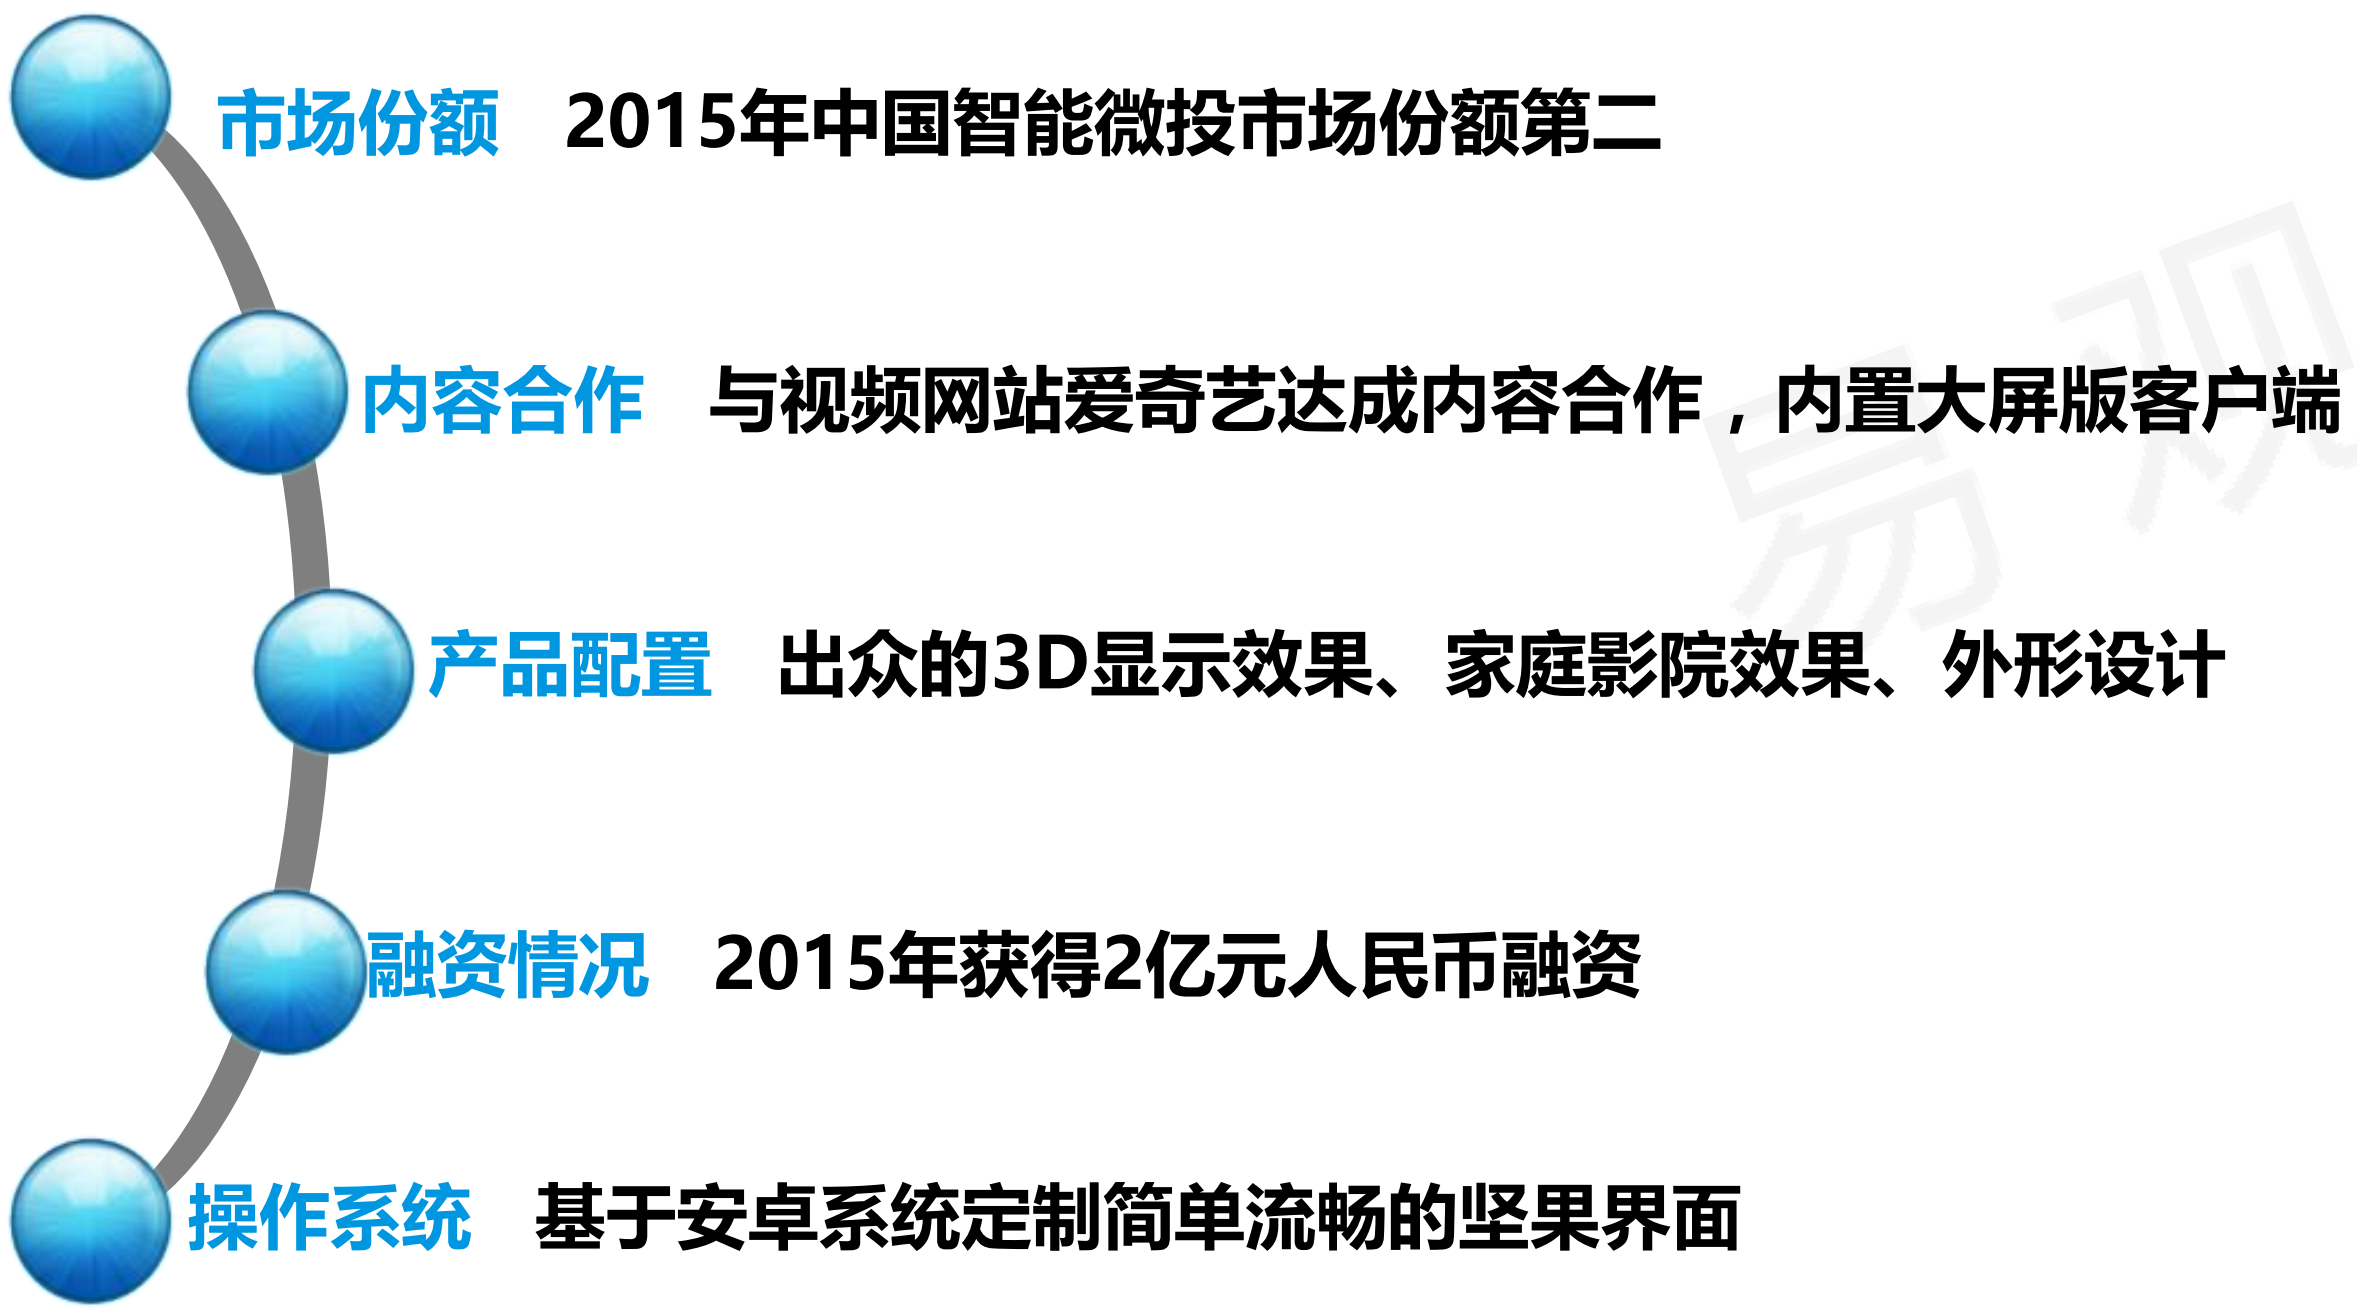 市场份额 2015年中国智能微投市场份额第二
内容合作 与视频网站爱奇艺达成内容合作，内置大屏版客户端
产品配置 出众的3D显示效果、家庭影院效果、外形设计
融资情况 2015年获得2亿元人民币融资
操作系统 基于安卓系统定制简单流畅的坚果界面
易观